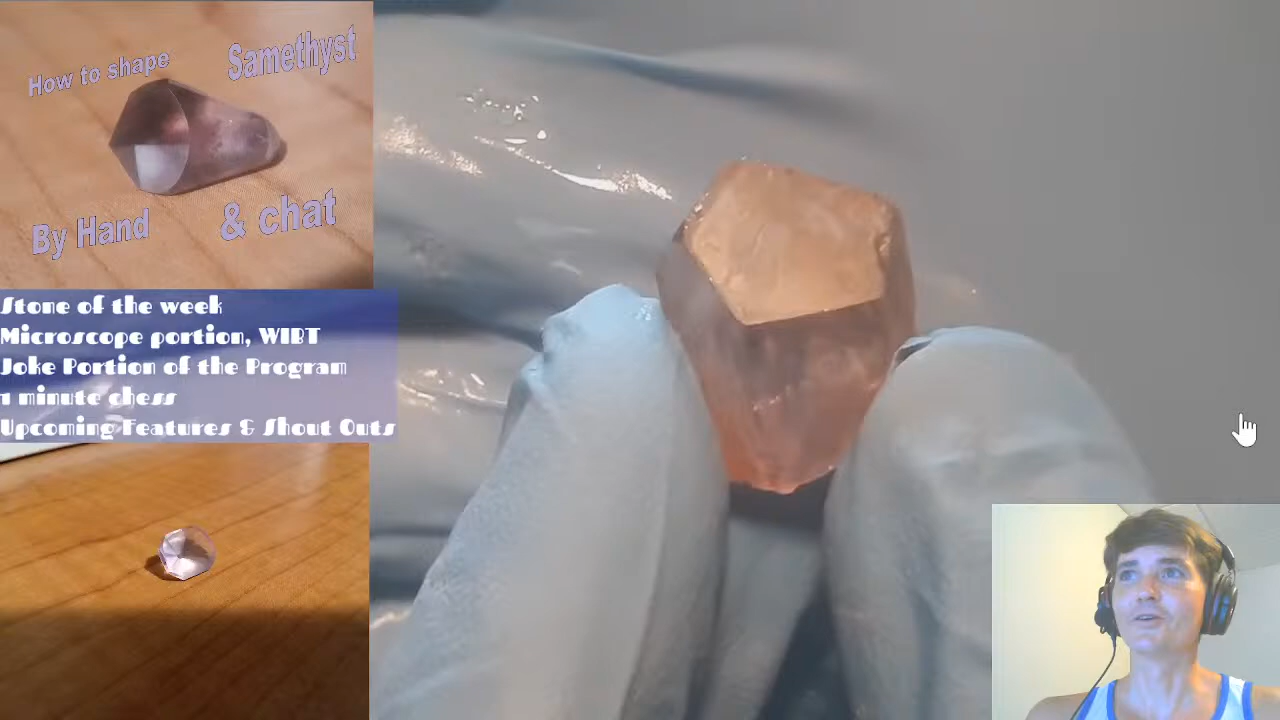 How to shape
Samethyst
By Hand
& chat
Stone of the week
Microscope portion, WIBT
Joke Portion of the Program
1 minute chess
Upcoming Features & Shout Outs